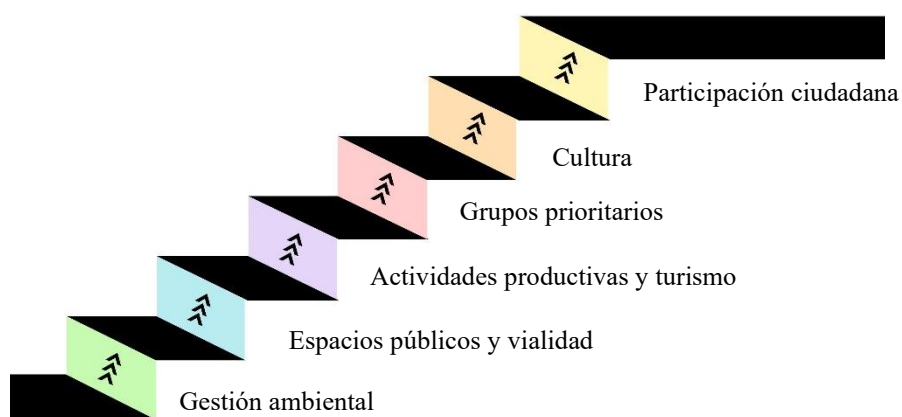 Participación ciudadana
Cultura
Grupos prioritarios
Actividades productivas y turismo
Espacios públicos y vialidad
Gestión ambiental